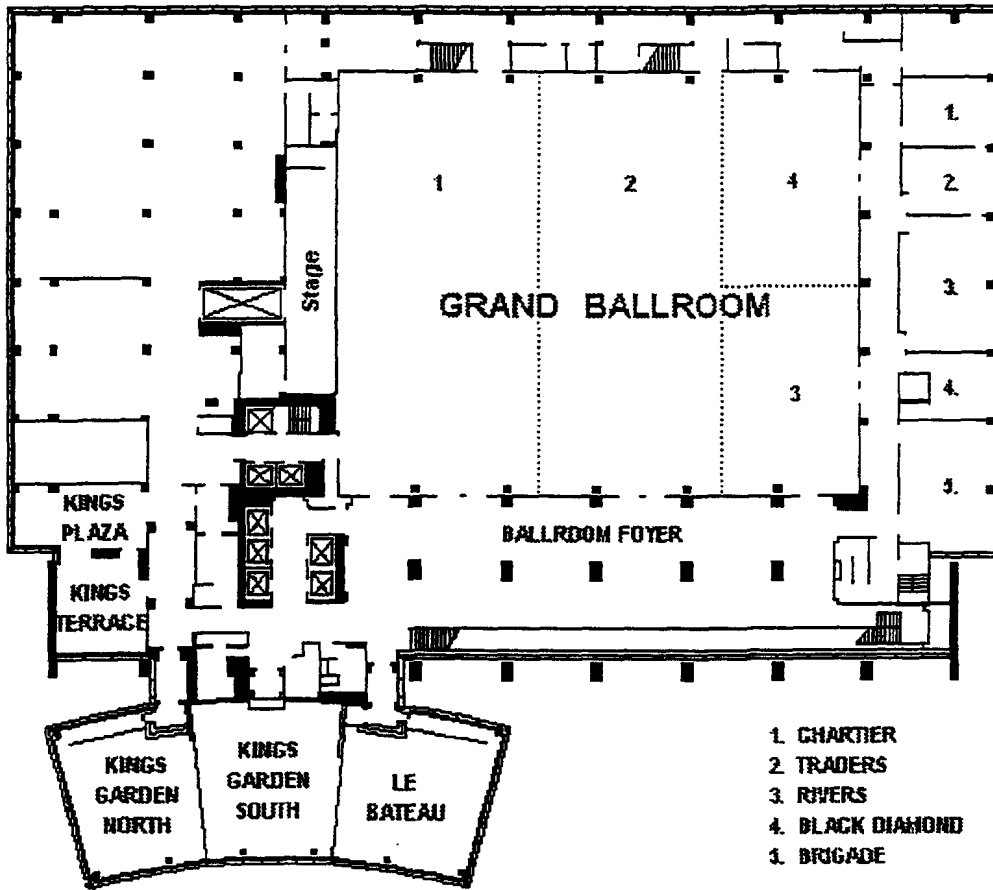 1.
2.
1
2
4
3.
Stage
GRAND BALLROOM
3
4.
5.
KINGS
PLAZA
BALLROOM FOYER
KINGS
TERRACE
KINGS
GARDEN
NORTH
KINGS
GARDEN
SOUTH
LE
BATEAU
1. CHARTIER
2. TRADERS
3. RIVERS
4. BLACK DIAMOND
5. BRIGADE